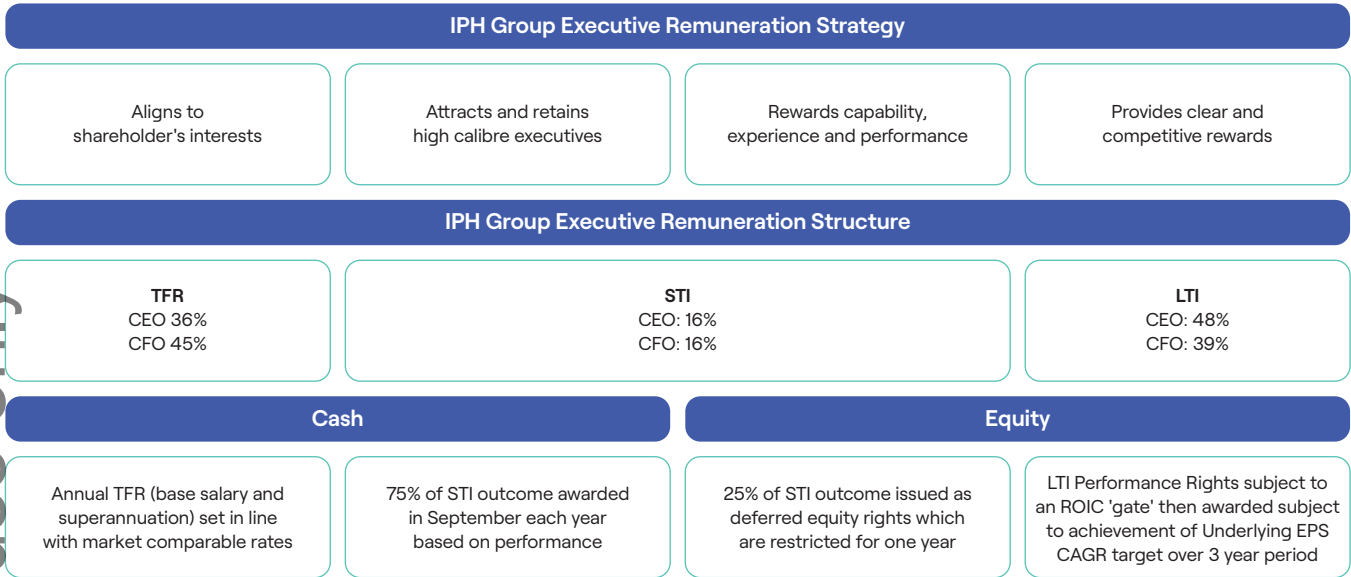 IPH Group Executive Remuneration Strategy
Aligns to
shareholder's interests
Attracts and retains
high calibre executives
Rewards capability,
experience and performance
Provides clear and
competitive rewards
IPH Group Executive Remuneration Structure
TFR
CEO 36%
CFO 45%
STI
CEO: 16%
CFO: 16%
LTI
CEO: 48%
CFO: 39%
Cash
Equity
Annual TFR (base salary and
superannuation) set in line
with market comparable rates
75% of STI outcome awarded
in September each year
based on performance
25% of STI outcome issued as
deferred equity rights which
are restricted for one year
LTI Performance Rights subject to
an ROIC 'gate' then awarded subject
to achievement of Underlying EPS
CAGR target over 3 year period